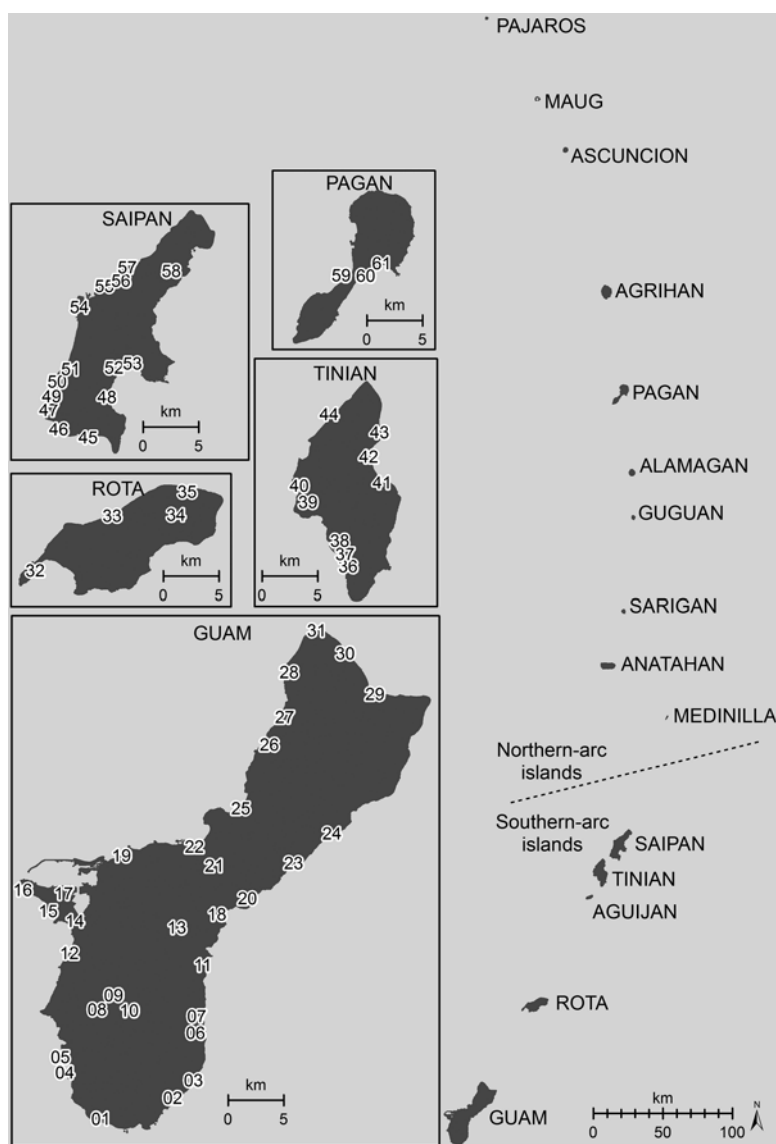 PAJAROS
MAUG
ASCUNCION
AGRIHAN
PAGAN
ALAMAGAN
GUGUAN
SARIGAN
ANATAHAN
MEDINILLA
Northern-arc
islands
Southern-arc
islands
SAIPAN
TINIAN
AGUIJAN
ROTA
GUAM
km
0 50 100
N
SAIPAN
57
58
56
55
54
53
52
51
50
49
48
47
46
45
km
0 5
PAGAN
61
59 60
km
0 5
TINIAN
44
43
42
41
40
39
38
37
36
km
0 5
ROTA
35
33
34
32
km
0 5
GUAM
31
30
28
29
27
26
25
24
22
19
23
21
16
17
20
15
14
18
13
12
11
09
08
10
07
06
05
04
03
02
01
km
0 5